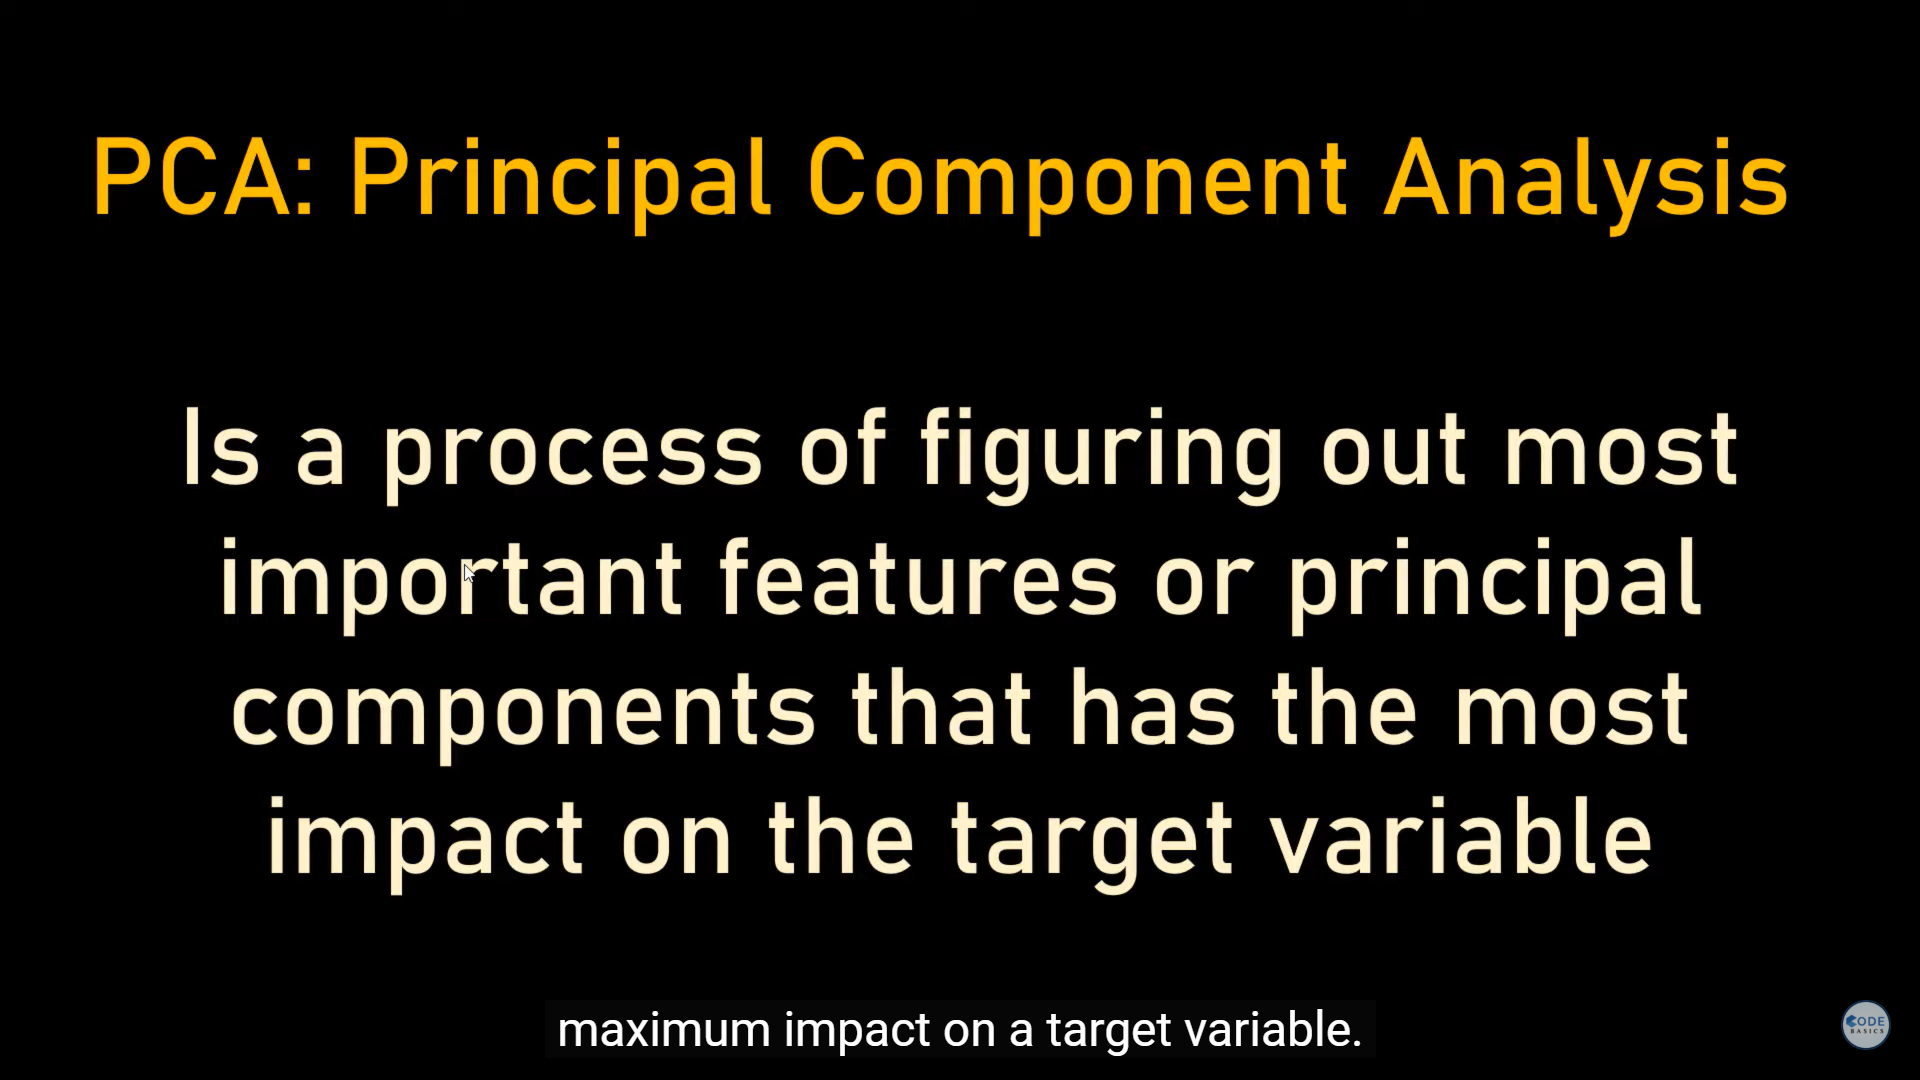 PCA: Principal Component Analysis
Is a process of figuring out most
important features or principal
components that has the most
impact on the target variable
maximum impact on a target variable.
CODE
BASICS